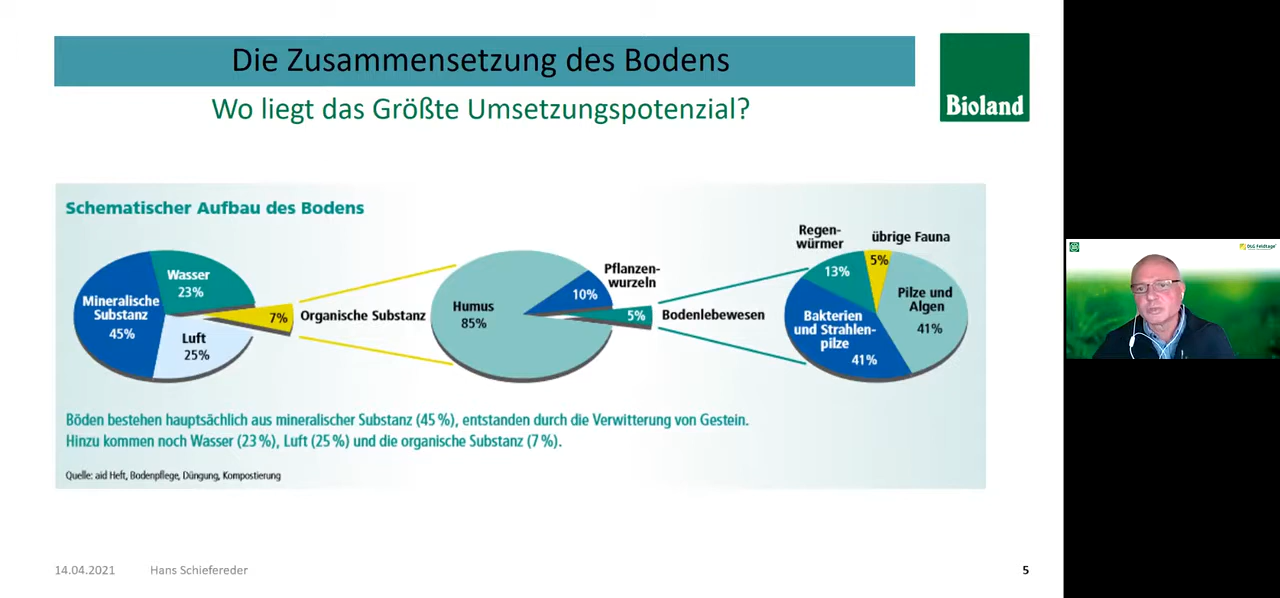 Die Zusammensetzung des Bodens
Wo liegt das Größte Umsetzungspotenzial?
Bioland
Schematischer Aufbau des Bodens
Wasser
23%
Mineralische
Substanz
45%
Luft
25%
7%
Organische Substanz
Humus
85%
Pflanzen-
wurzeln
10%
5%
Bodenlebewesen
Regen-
würmer
13%
übrige Fauna
5%
Pilze und
Algen
41%
Bakterien
und Strahlen-
pilze
41%
Böden bestehen hauptsächlich aus mineralischer Substanz (45 %), entstanden durch die Verwitterung von Gestein.
Hinzu kommen noch Wasser (23 %), Luft (25 %) und die organische Substanz (7 %).
Quelle: aid Heft, Bodenpflege, Düngung, Kompostierung
14.04.2021
Hans Schiefereder
5
DLG Feldtage